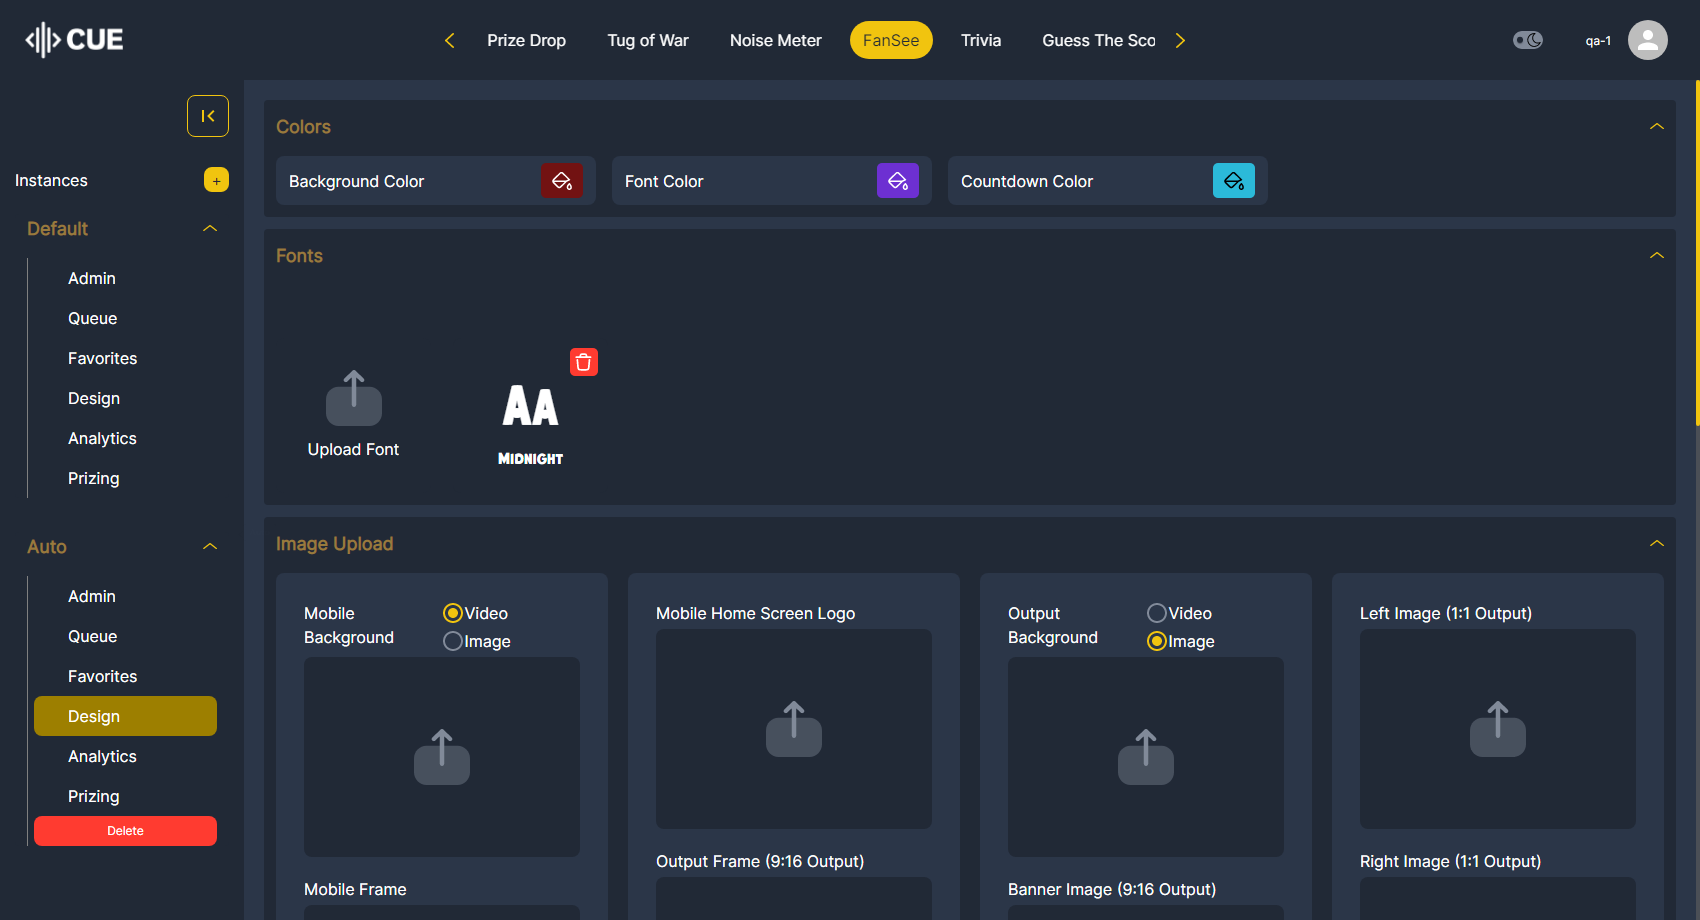 CUE
Prize Drop
Tug of War
Noise Meter
FanSee
Trivia
Guess The Sco
qa-1
Instances
+
Default
Admin
Queue
Favorites
Design
Analytics
Prizing
Auto
Admin
Queue
Favorites
Design
Analytics
Prizing
Delete
Colors
Background Color
Font Color
Countdown Color
Fonts
Upload Font
AA
MIDNIGHT
Image Upload
Mobile
Background
Video
Image
Mobile Home Screen Logo
Output
Background
Video
Image
Left Image (1:1 Output)
Mobile Frame
Output Frame (9:16 Output)
Banner Image (9:16 Output)
Right Image (1:1 Output)